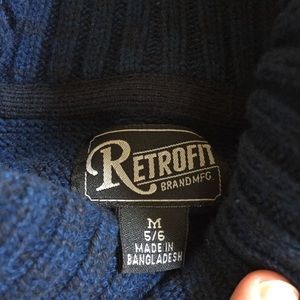 RETROFIT
BRAND MFG.
M
5/6
MADE IN
BANGLADESH